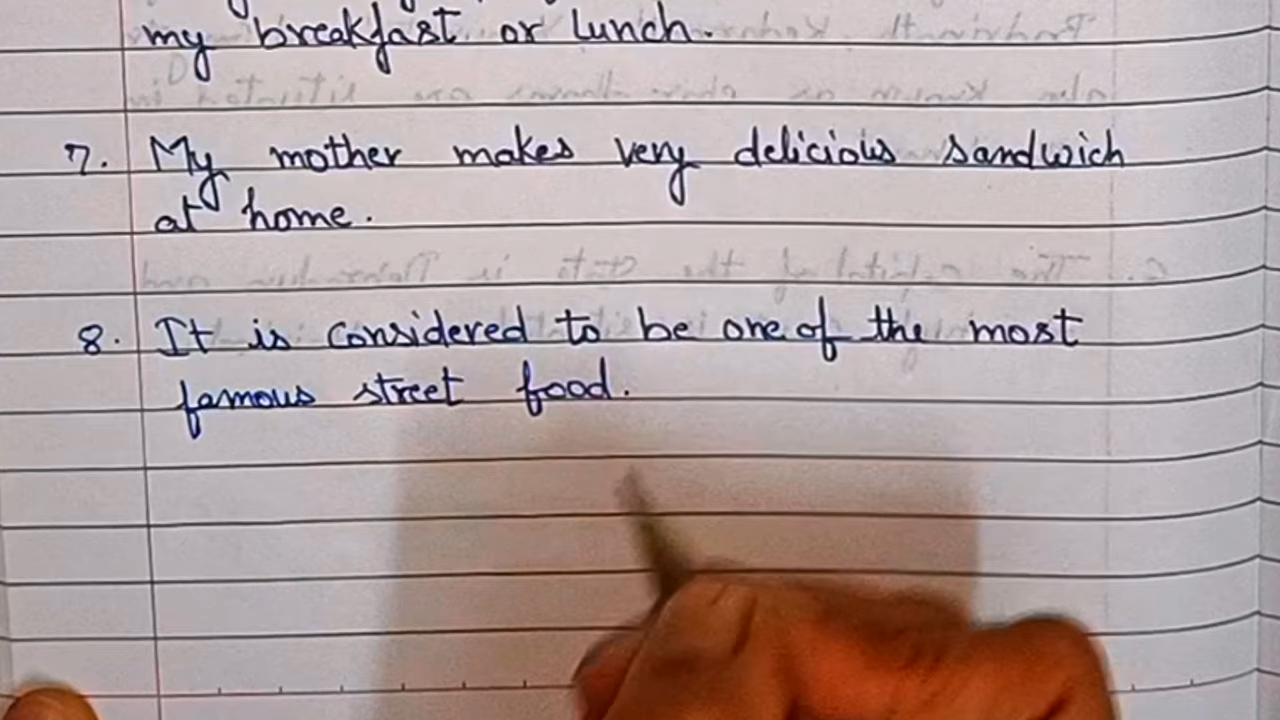 my breakfast or lunch.
7. My mother makes very delicious sandwich
at home.
8. It is considered to be one of the most
famous street food.